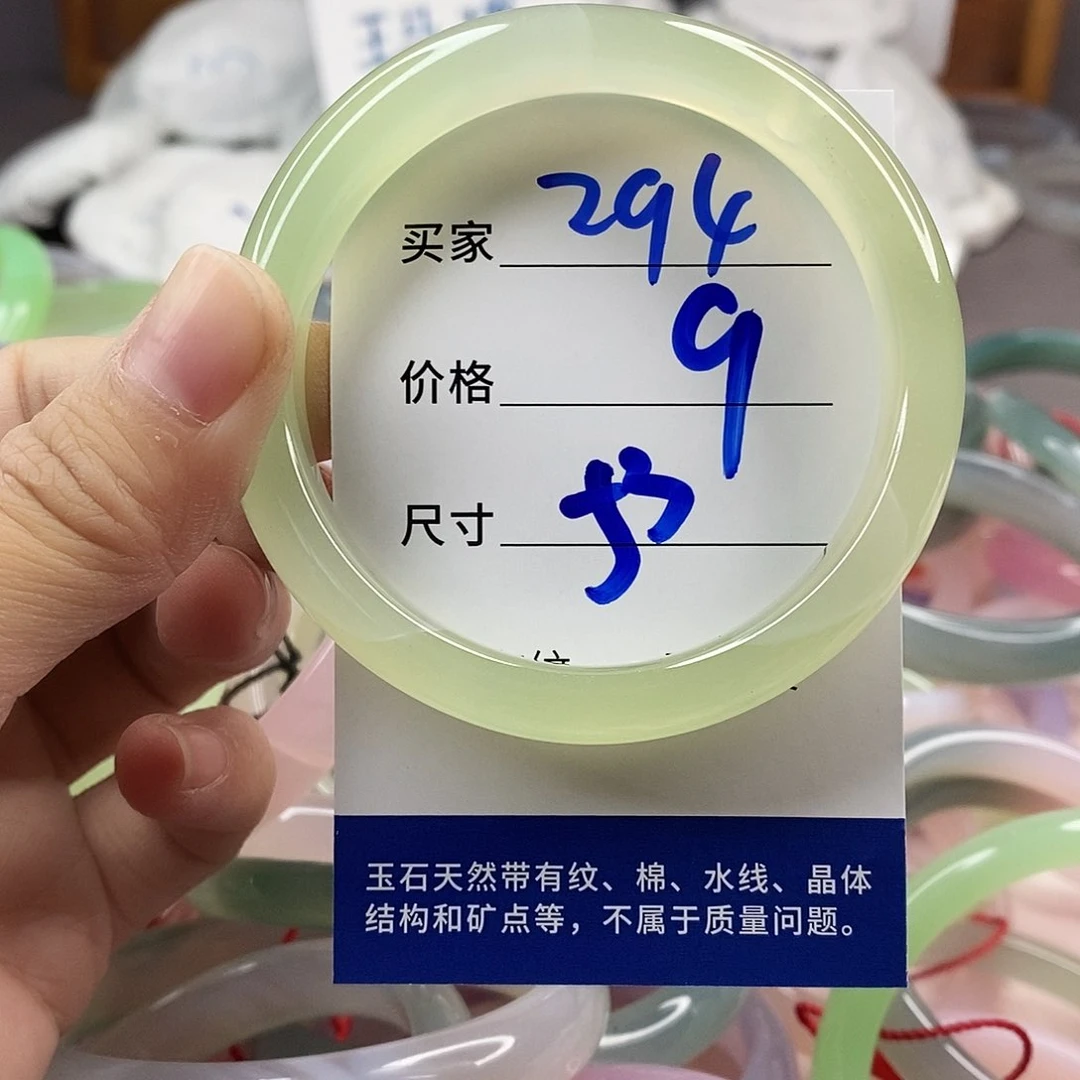 买家 294
价格 9
尺寸
玉石天然带有纹、棉、水线、晶体
结构和矿点等，不属于质量问题。